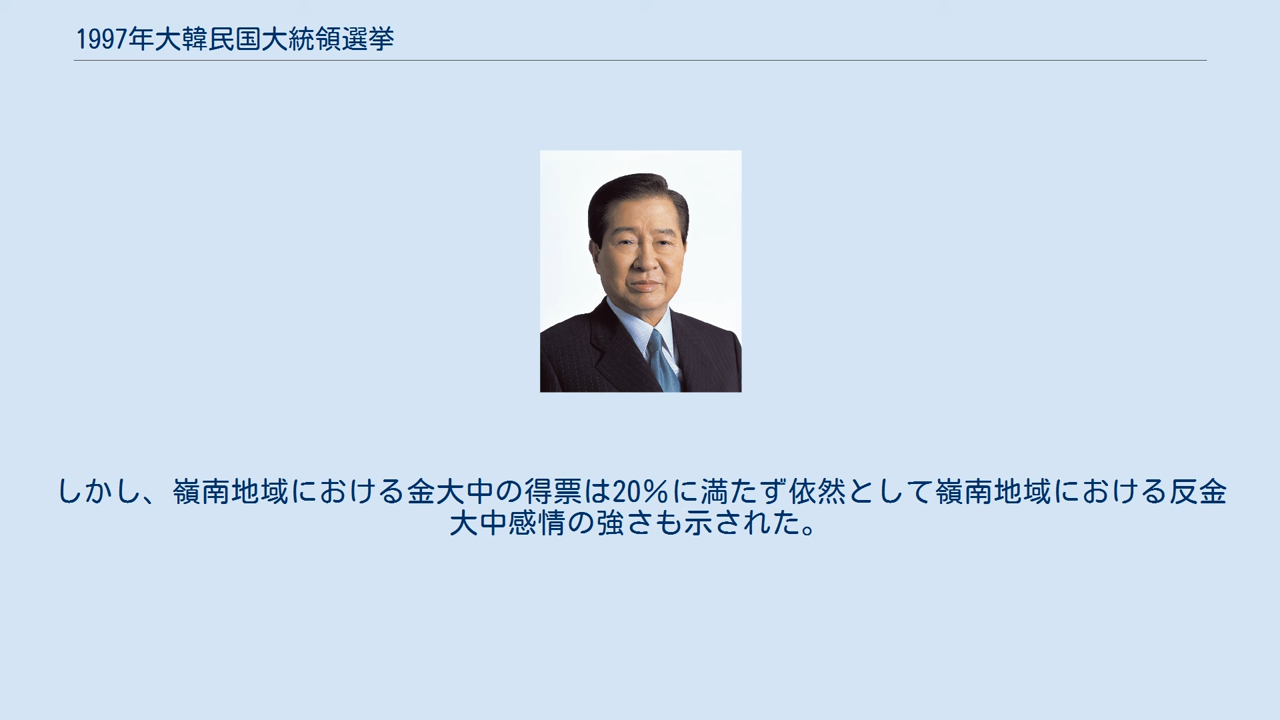 1997年大韓民国大統領選挙
しかし、嶺南地域における金大中の得票は20％に満たず依然として嶺南地域における反金
大中感情の強さも示された。